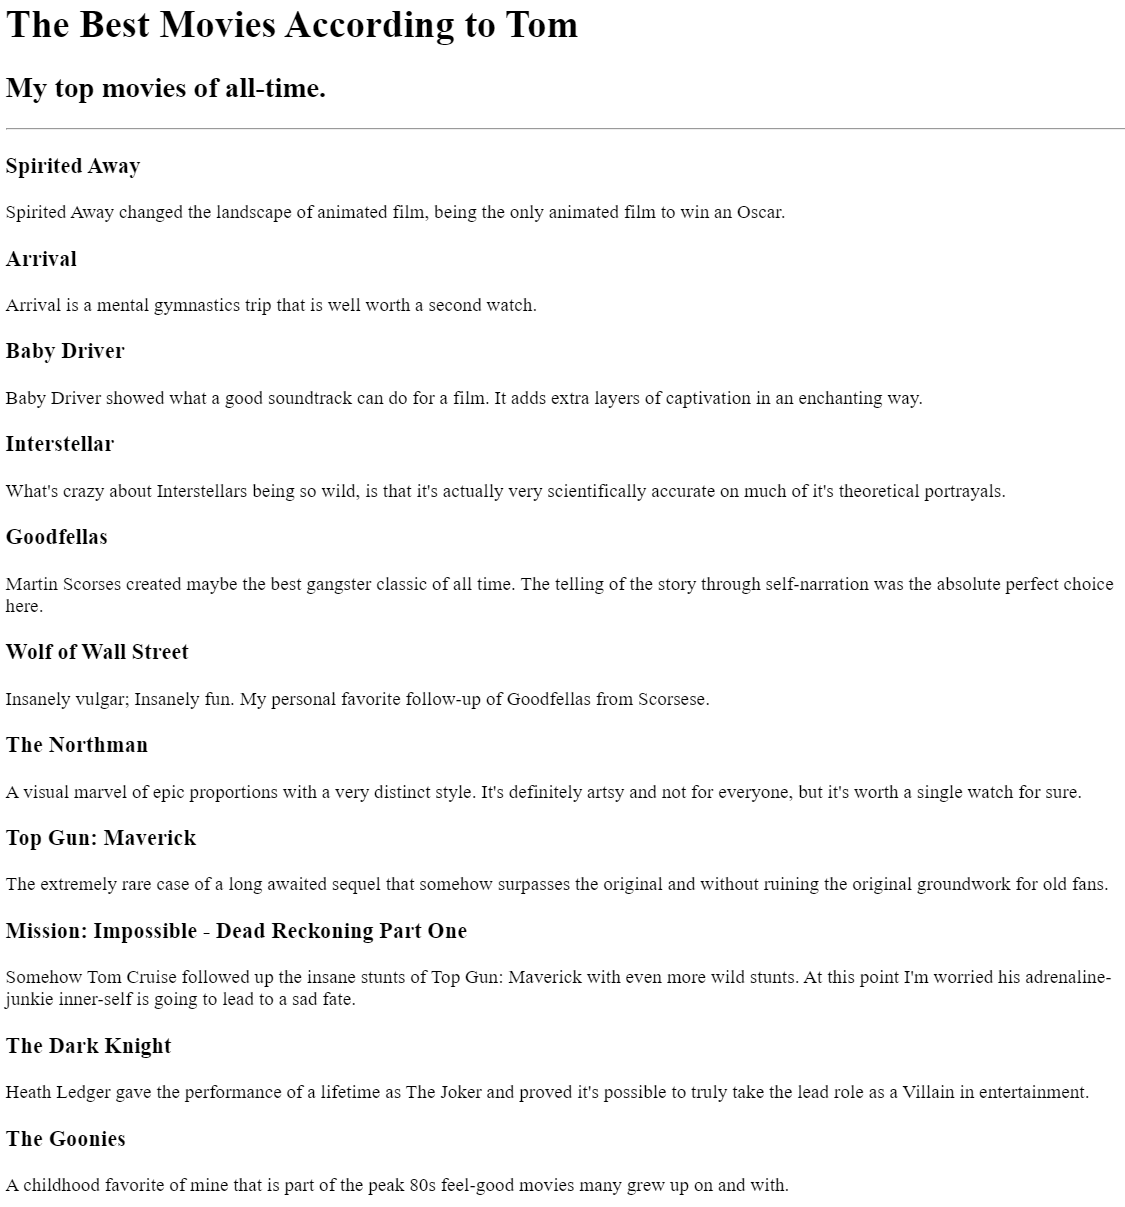 The Best Movies According to Tom
My top movies of all-time.
Spirited Away
Spirited Away changed the landscape of animated film, being the only animated film to win an Oscar.
Arrival
Arrival is a mental gymnastics trip that is well worth a second watch.
Baby Driver
Baby Driver showed what a good soundtrack can do for a film. It adds extra layers of captivation in an enchanting way.
Interstellar
What's crazy about Interstellars being so wild, is that it's actually very scientifically accurate on much of it's theoretical portrayals.
Goodfellas
Martin Scorses created maybe the best gangster classic of all time. The telling of the story through self-narration was the absolute perfect choice
here.
Wolf of Wall Street
Insanely vulgar; Insanely fun. My personal favorite follow-up of Goodfellas from Scorsese.
The Northman
A visual marvel of epic proportions with a very distinct style. It's definitely artsy and not for everyone, but it's worth a single watch for sure.
Top Gun: Maverick
The extremely rare case of a long awaited sequel that somehow surpasses the original and without ruining the original groundwork for old fans.
Mission: Impossible - Dead Reckoning Part One
Somehow Tom Cruise followed up the insane stunts of Top Gun: Maverick with even more wild stunts. At this point I'm worried his adrenaline-
junkie inner-self is going to lead to a sad fate.
The Dark Knight
Heath Ledger gave the performance of a lifetime as The Joker and proved it's possible to truly take the lead role as a Villain in entertainment.
The Goonies
A childhood favorite of mine that is part of the peak 80s feel-good movies many grew up on and with.